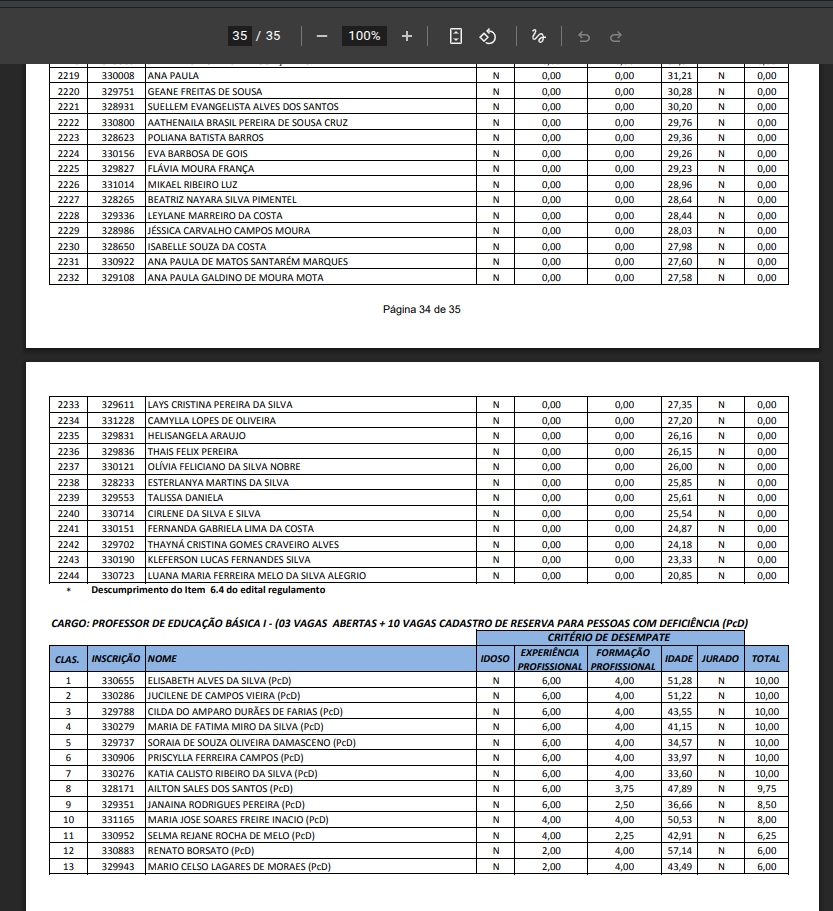 35 / 35 100%
2219 330008 ANA PAULA N 0,00 0,00 31,21 N 0,00
2220 329751 GEANE FREITAS DE SOUSA N 0,00 0,00 30,28 N 0,00
2221 328931 SUELLEM EVANGELISTA ALVES DOS SANTOS N 0,00 0,00 30,20 N 0,00
2222 330800 AATHENAILA BRASIL PEREIRA DE SOUSA CRUZ N 0,00 0,00 29,76 N 0,00
2223 328623 POLIANA BATISTA BARROS N 0,00 0,00 29,36 N 0,00
2224 330156 EVA BARBOSA DE GOIS N 0,00 0,00 29,26 N 0,00
2225 329827 FLÁVIA MOURA FRANÇA N 0,00 0,00 29,23 N 0,00
2226 331014 MIKAEL RIBEIRO LUZ N 0,00 0,00 28,96 N 0,00
2227 328265 BEATRIZ NAYARA SILVA PIMENTEL N 0,00 0,00 28,64 N 0,00
2228 329336 LEYLANE MARREIRO DA COSTA N 0,00 0,00 28,44 N 0,00
2229 328986 JÉSSICA CARVALHO CAMPOS MOURA N 0,00 0,00 28,03 N 0,00
2230 328650 ISABELLE SOUZA DA COSTA N 0,00 0,00 27,98 N 0,00
2231 330922 ANA PAULA DE MATOS SANTARÉM MARQUES N 0,00 0,00 27,60 N 0,00
2232 329108 ANA PAULA GALDINO DE MOURA MOTA N 0,00 0,00 27,58 N 0,00
Página 34 de 35
2233 329611 LAYS CRISTINA PEREIRA DA SILVA N 0,00 0,00 27,35 N 0,00
2234 331228 CAMYLLA LOPES DE OLIVEIRA N 0,00 0,00 27,20 N 0,00
2235 329831 HELISANGELA ARAUJO N 0,00 0,00 26,16 N 0,00
2236 329836 THAIS FELIX PEREIRA N 0,00 0,00 26,15 N 0,00
2237 330121 OLÍVIA FELICIANO DA SILVA NOBRE N 0,00 0,00 26,00 N 0,00
2238 328233 ESTERLANYA MARTINS DA SILVA N 0,00 0,00 25,85 N 0,00
2239 329553 TALISSA DANIELA N 0,00 0,00 25,61 N 0,00
2240 330714 CIRLENE DA SILVA E SILVA N 0,00 0,00 25,54 N 0,00
2241 330151 FERNANDA GABRIELA LIMA DA COSTA N 0,00 0,00 24,87 N 0,00
2242 329702 THAYNÁ CRISTINA GOMES CRAVEIRO ALVES N 0,00 0,00 24,18 N 0,00
2243 330190 KLEFERSON LUCAS FERNANDES SILVA N 0,00 0,00 23,33 N 0,00
2244 330723 LUANA MARIA FERREIRA MELO DA SILVA ALEGRIO N 0,00 0,00 20,85 N 0,00
* Descumprimento do Item 6.4 do edital regulamento
CARGO: PROFESSOR DE EDUCAÇÃO BÁSICA I - (03 VAGAS ABERTAS + 10 VAGAS CADASTRO DE RESERVA PARA PESSOAS COM DEFICIÊNCIA (PcD)
CRITÉRIO DE DESEMPATE
CLAS. INSCRIÇÃO NOME IDOSO EXPERIÊNCIA PROFISSIONAL FORMAÇÃO PROFISSIONAL IDADE JURADO TOTAL
1 330655 ELISABETH ALVES DA SILVA (PcD) N 6,00 4,00 51,28 N 10,00
2 330286 JUCILENE DE CAMPOS VIEIRA (PcD) N 6,00 4,00 51,22 N 10,00
3 329788 CILDA DO AMPARO DURÃES DE FARIAS (PcD) N 6,00 4,00 43,55 N 10,00
4 330279 MARIA DE FATIMA MIRO DA SILVA (PcD) N 6,00 4,00 41,15 N 10,00
5 329737 SORAIA DE SOUZA OLIVEIRA DAMASCENO (PcD) N 6,00 4,00 34,57 N 10,00
6 330906 PRISCYLLA FERREIRA CAMPOS (PcD) N 6,00 4,00 33,97 N 10,00
7 330276 KATIA CALISTO RIBEIRO DA SILVA (PcD) N 6,00 4,00 33,60 N 10,00
8 328171 AILTON SALES DOS SANTOS (PcD) N 6,00 3,75 47,89 N 9,75
9 329351 JANAINA RODRIGUES PEREIRA (PcD) N 6,00 2,50 36,66 N 8,50
10 331165 MARIA JOSE SOARES FREIRE INACIO (PcD) N 4,00 4,00 50,53 N 8,00
11 330952 SELMA REJANE ROCHA DE MELO (PcD) N 4,00 2,25 42,91 N 6,25
12 330883 RENATO BORSATO (PcD) N 2,00 4,00 57,14 N 6,00
13 329943 MARIO CELSO LAGARES DE MORAES (PcD) N 2,00 4,00 43,49 N 6,00